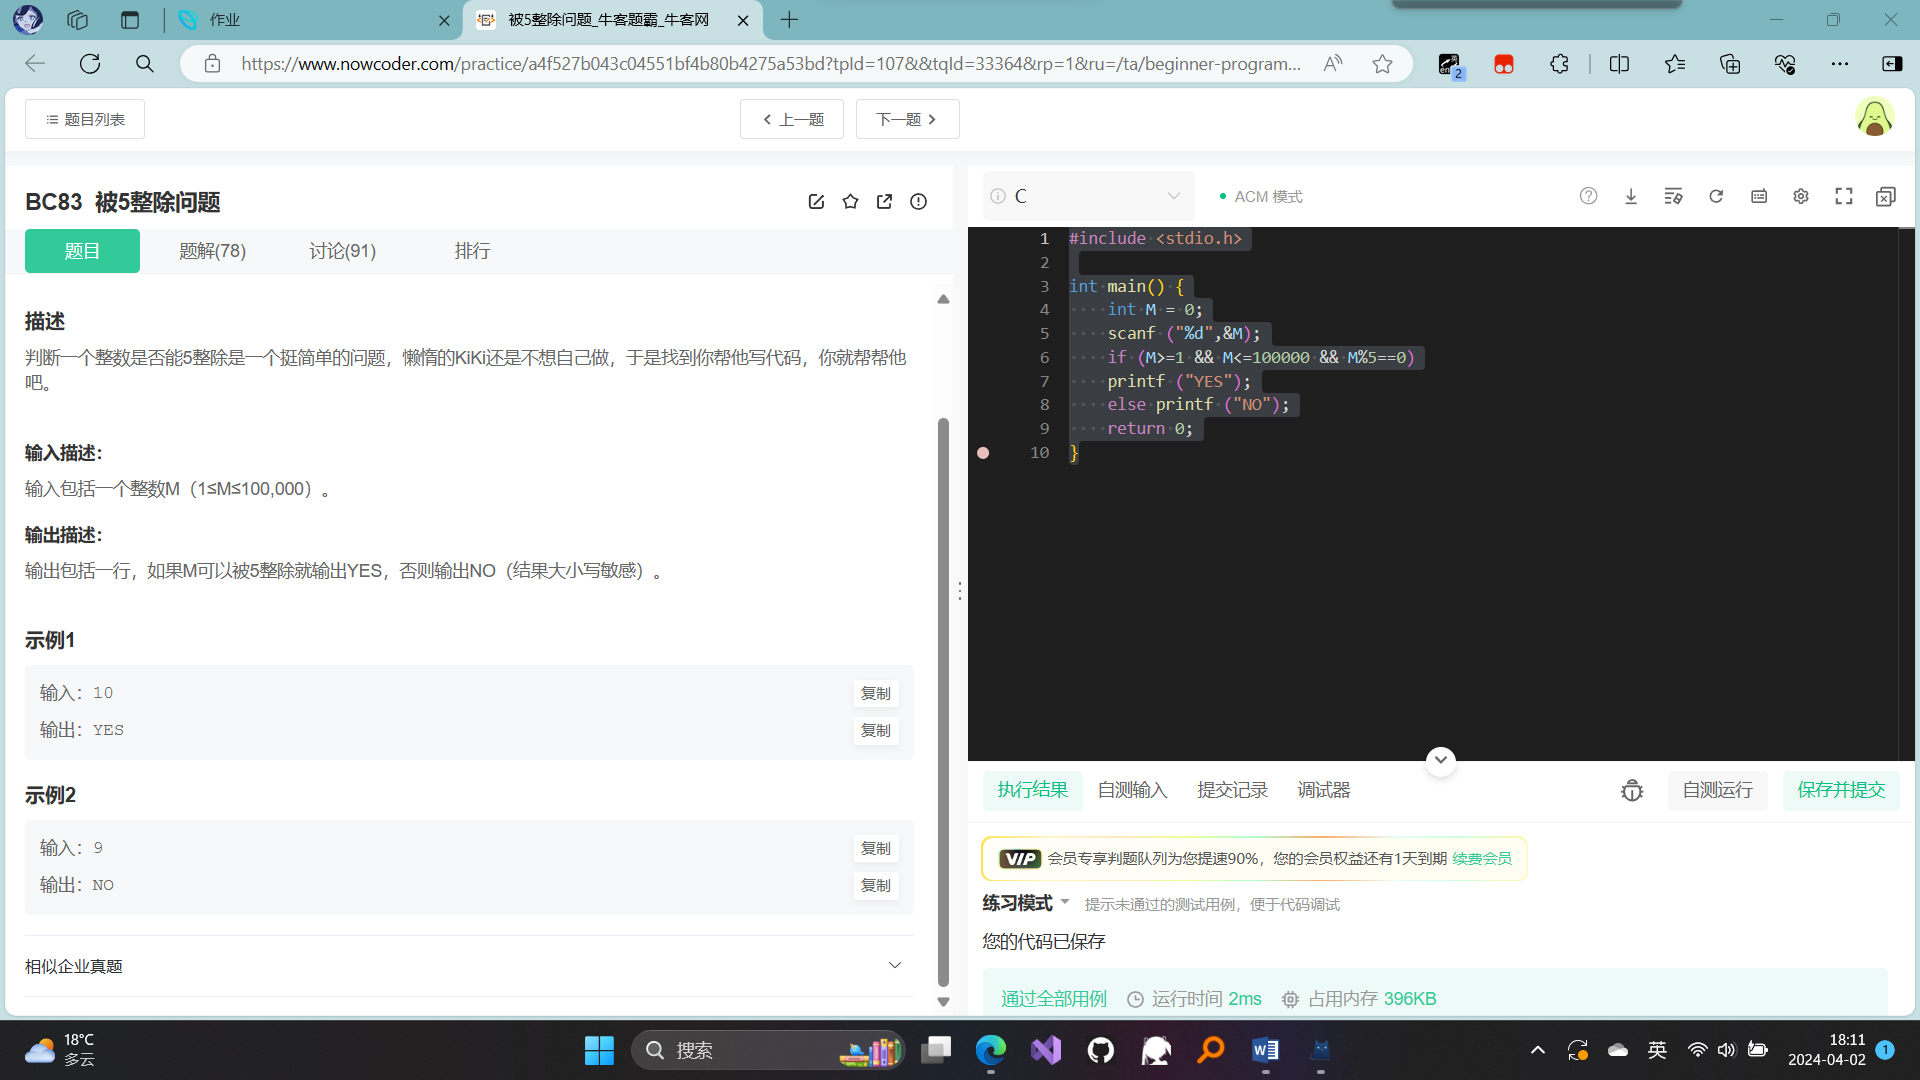 作业
被5整除问题_牛客题霸_牛客网
https://www.nowcoder.com/practice/a4f527b043c04551bf4b80b4275a53bd?tpId=107&&tqId=33364&rp=1&ru=/ta/beginner-program...
2
题目列表
上一题
下一题
BC83 被5整除问题
题目
题解(78)
讨论(91)
排行
描述
判断一个整数是否能5整除是一个挺简单的问题，懒惰的KiKi还是不想自己做，于是找到你帮他写代码，你就帮帮他
吧。
输入描述：
输入包括一个整数M（1≤M≤100,000）。
输出描述：
输出包括一行，如果M可以被5整除就输出YES，否则输出NO（结果大小写敏感）。
示例1
输入：10
复制
输出：YES
复制
示例2
输入：9
复制
输出：NO
复制
相似企业真题
C
ACM 模式
1 #include <stdio.h>
2
3 int main() {
4 int M = 0;
5 scanf ("%d",&M);
6 if (M>=1 && M<=100000 && M%5==0)
7 printf ("YES");
8 else printf ("NO");
9 return 0;
10 }
执行结果
自测输入
提交记录
调试器
自测运行
保存并提交
VIP 会员专享判题队列为您提速90%，您的会员权益还有1天到期 续费会员
练习模式 提示未通过的测试用例，便于代码调试
您的代码已保存
通过全部用例 运行时间 2ms 占用内存 396KB
18°C
多云
搜索
英
18:11
2024-04-02
1